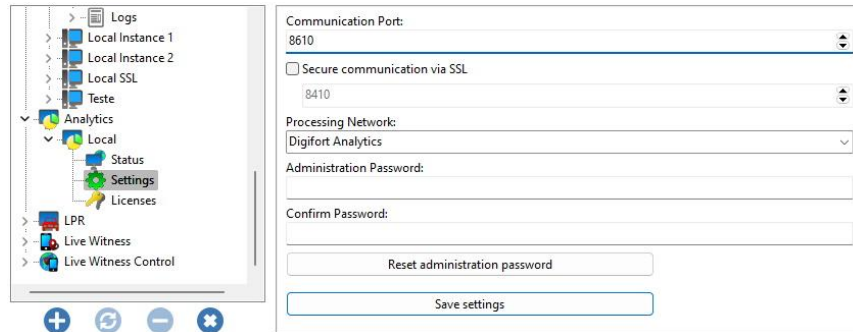 Logs
Local Instance 1
Local Instance 2
Local SSL
Teste
Analytics
Local
Status
Settings
Licenses
LPR
Live Witness
Live Witness Control
Communication Port:
8610
Secure communication via SSL
8410
Processing Network:
Digifort Analytics
Administration Password:
Confirm Password:
Reset administration password
Save settings